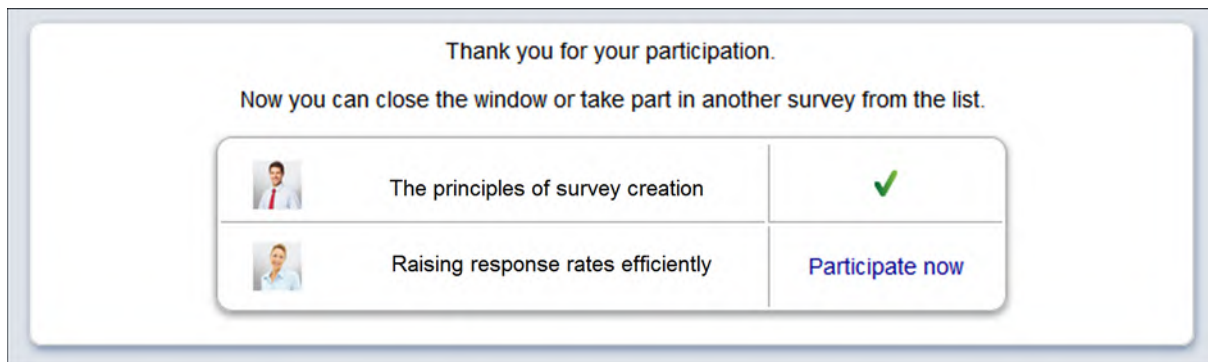 Thank you for your participation.
Now you can close the window or take part in another survey from the list.
The principles of survey creation
Raising response rates efficiently
Participate now